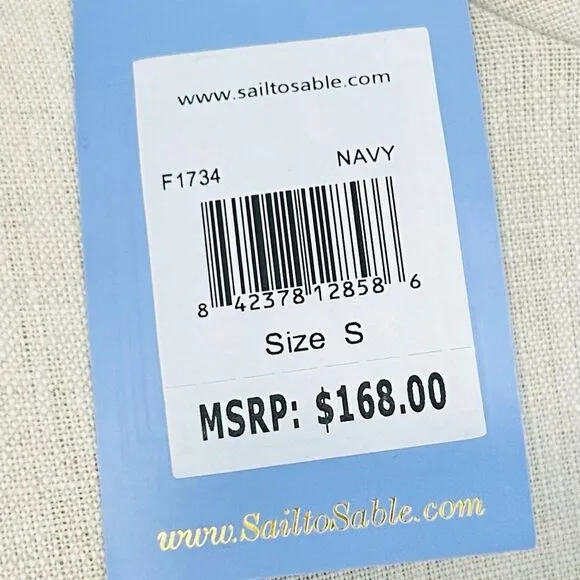 www.sailtosable.com
F1734 NAVY
8 42378 12858 6
Size S
MSRP: $168.00
www.SailtoSable.com